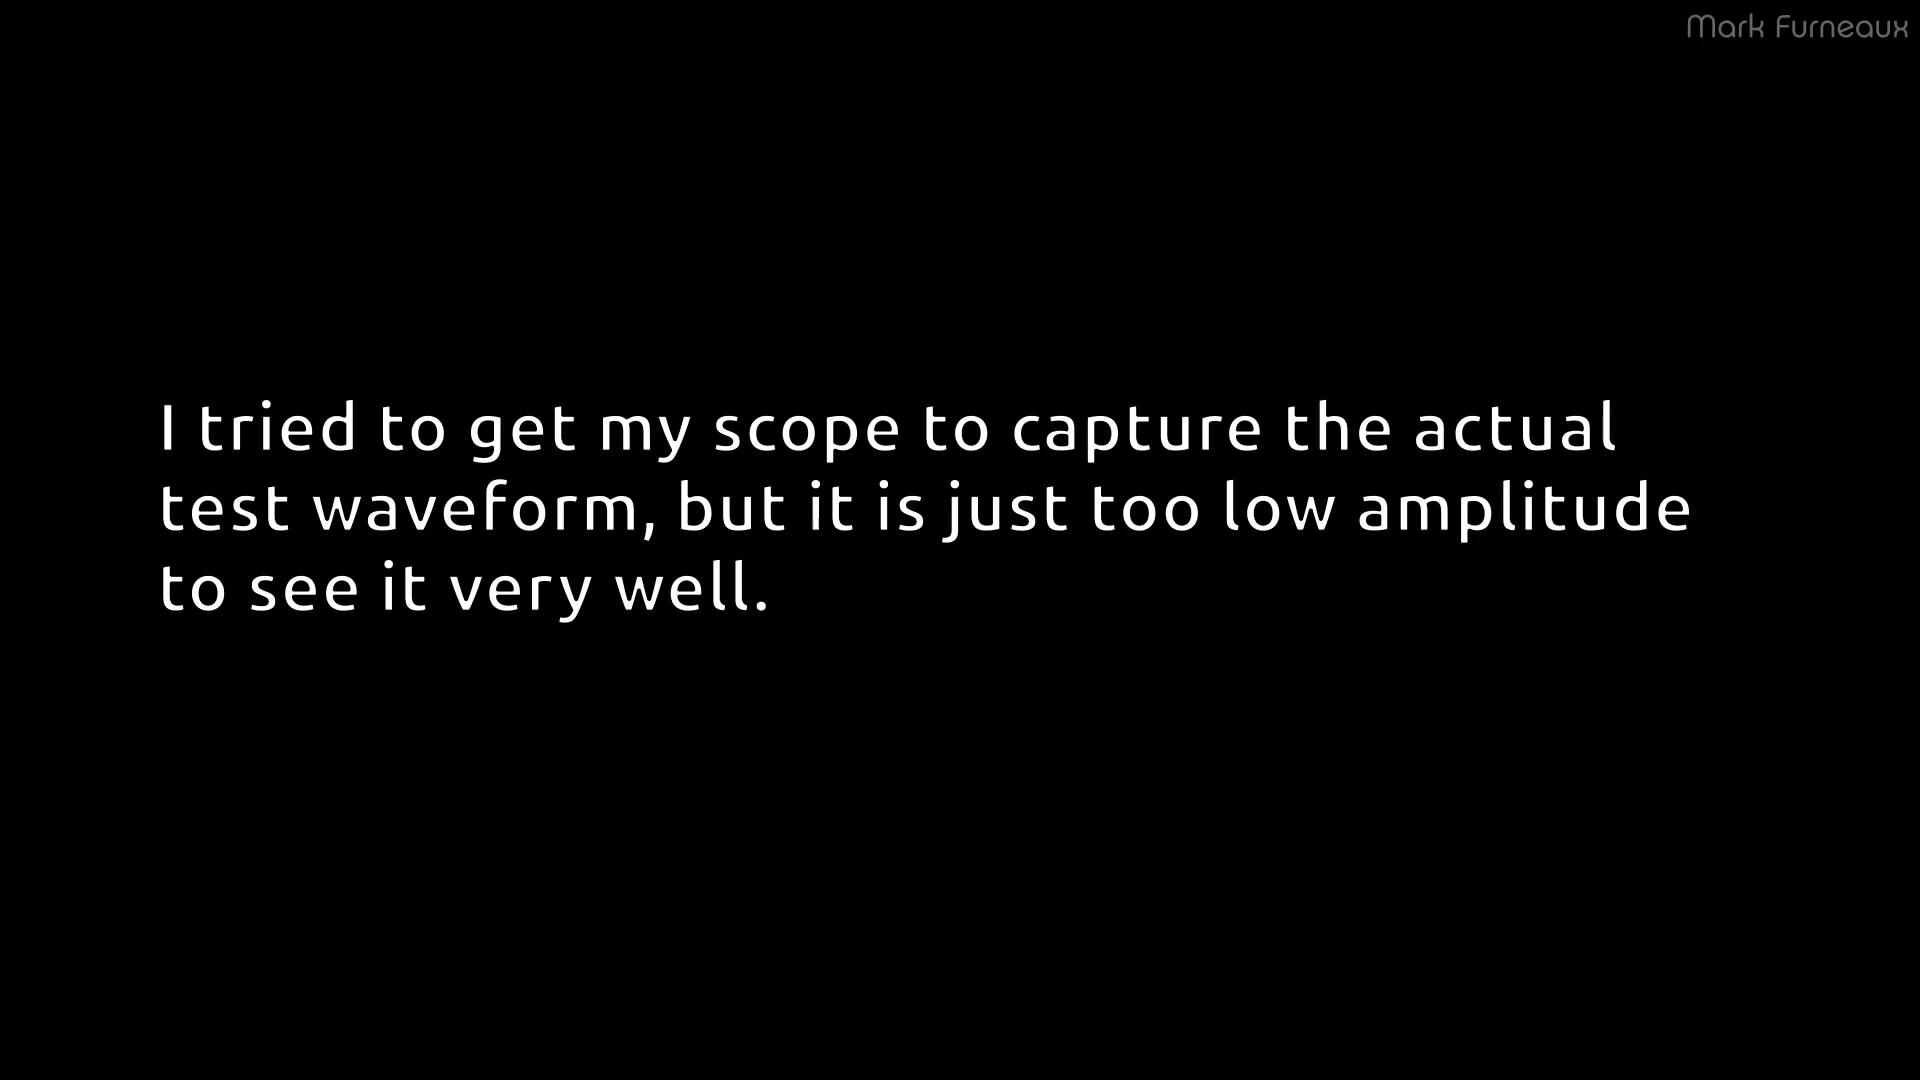 Mark Furneaux
I tried to get my scope to capture the actual
test waveform, but it is just too low amplitude
to see it very well.